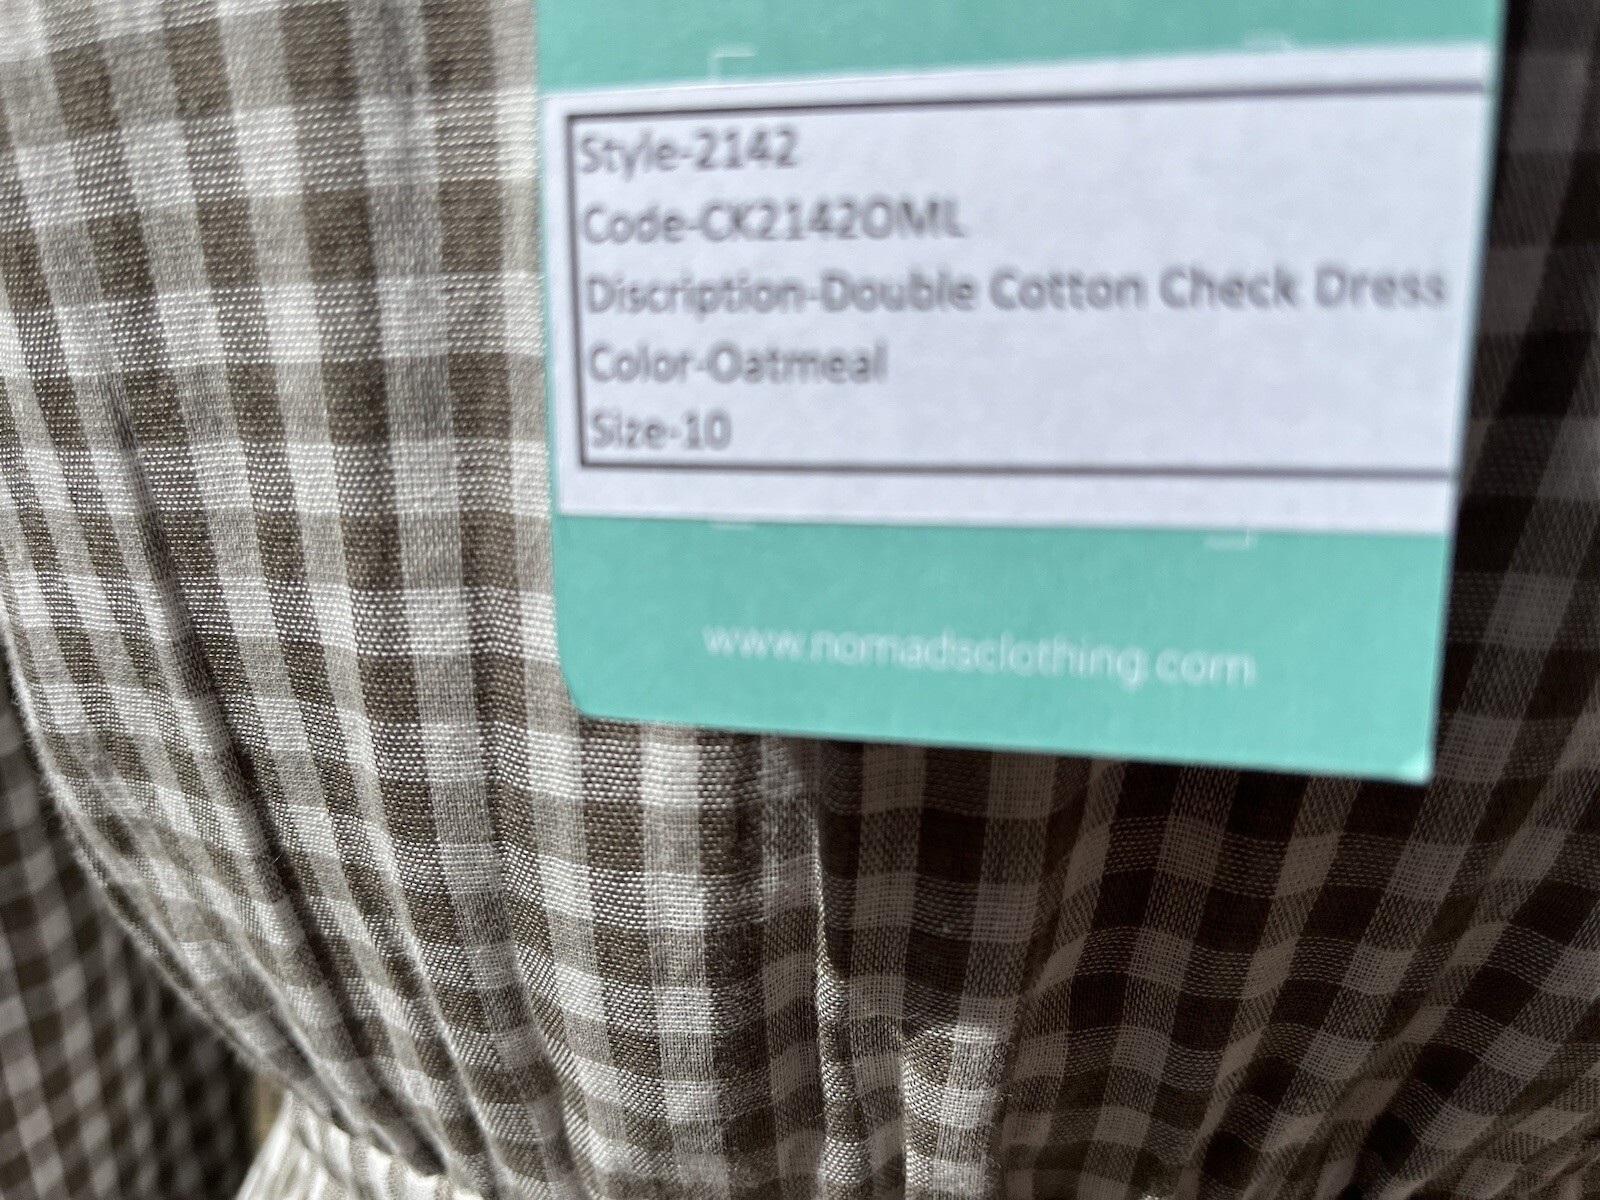 Style-2142
Code-CK2142OML
Discription-Double Cotton Check Dress
Color-Oatmeal
Size-10
www.nomadsclothing.com